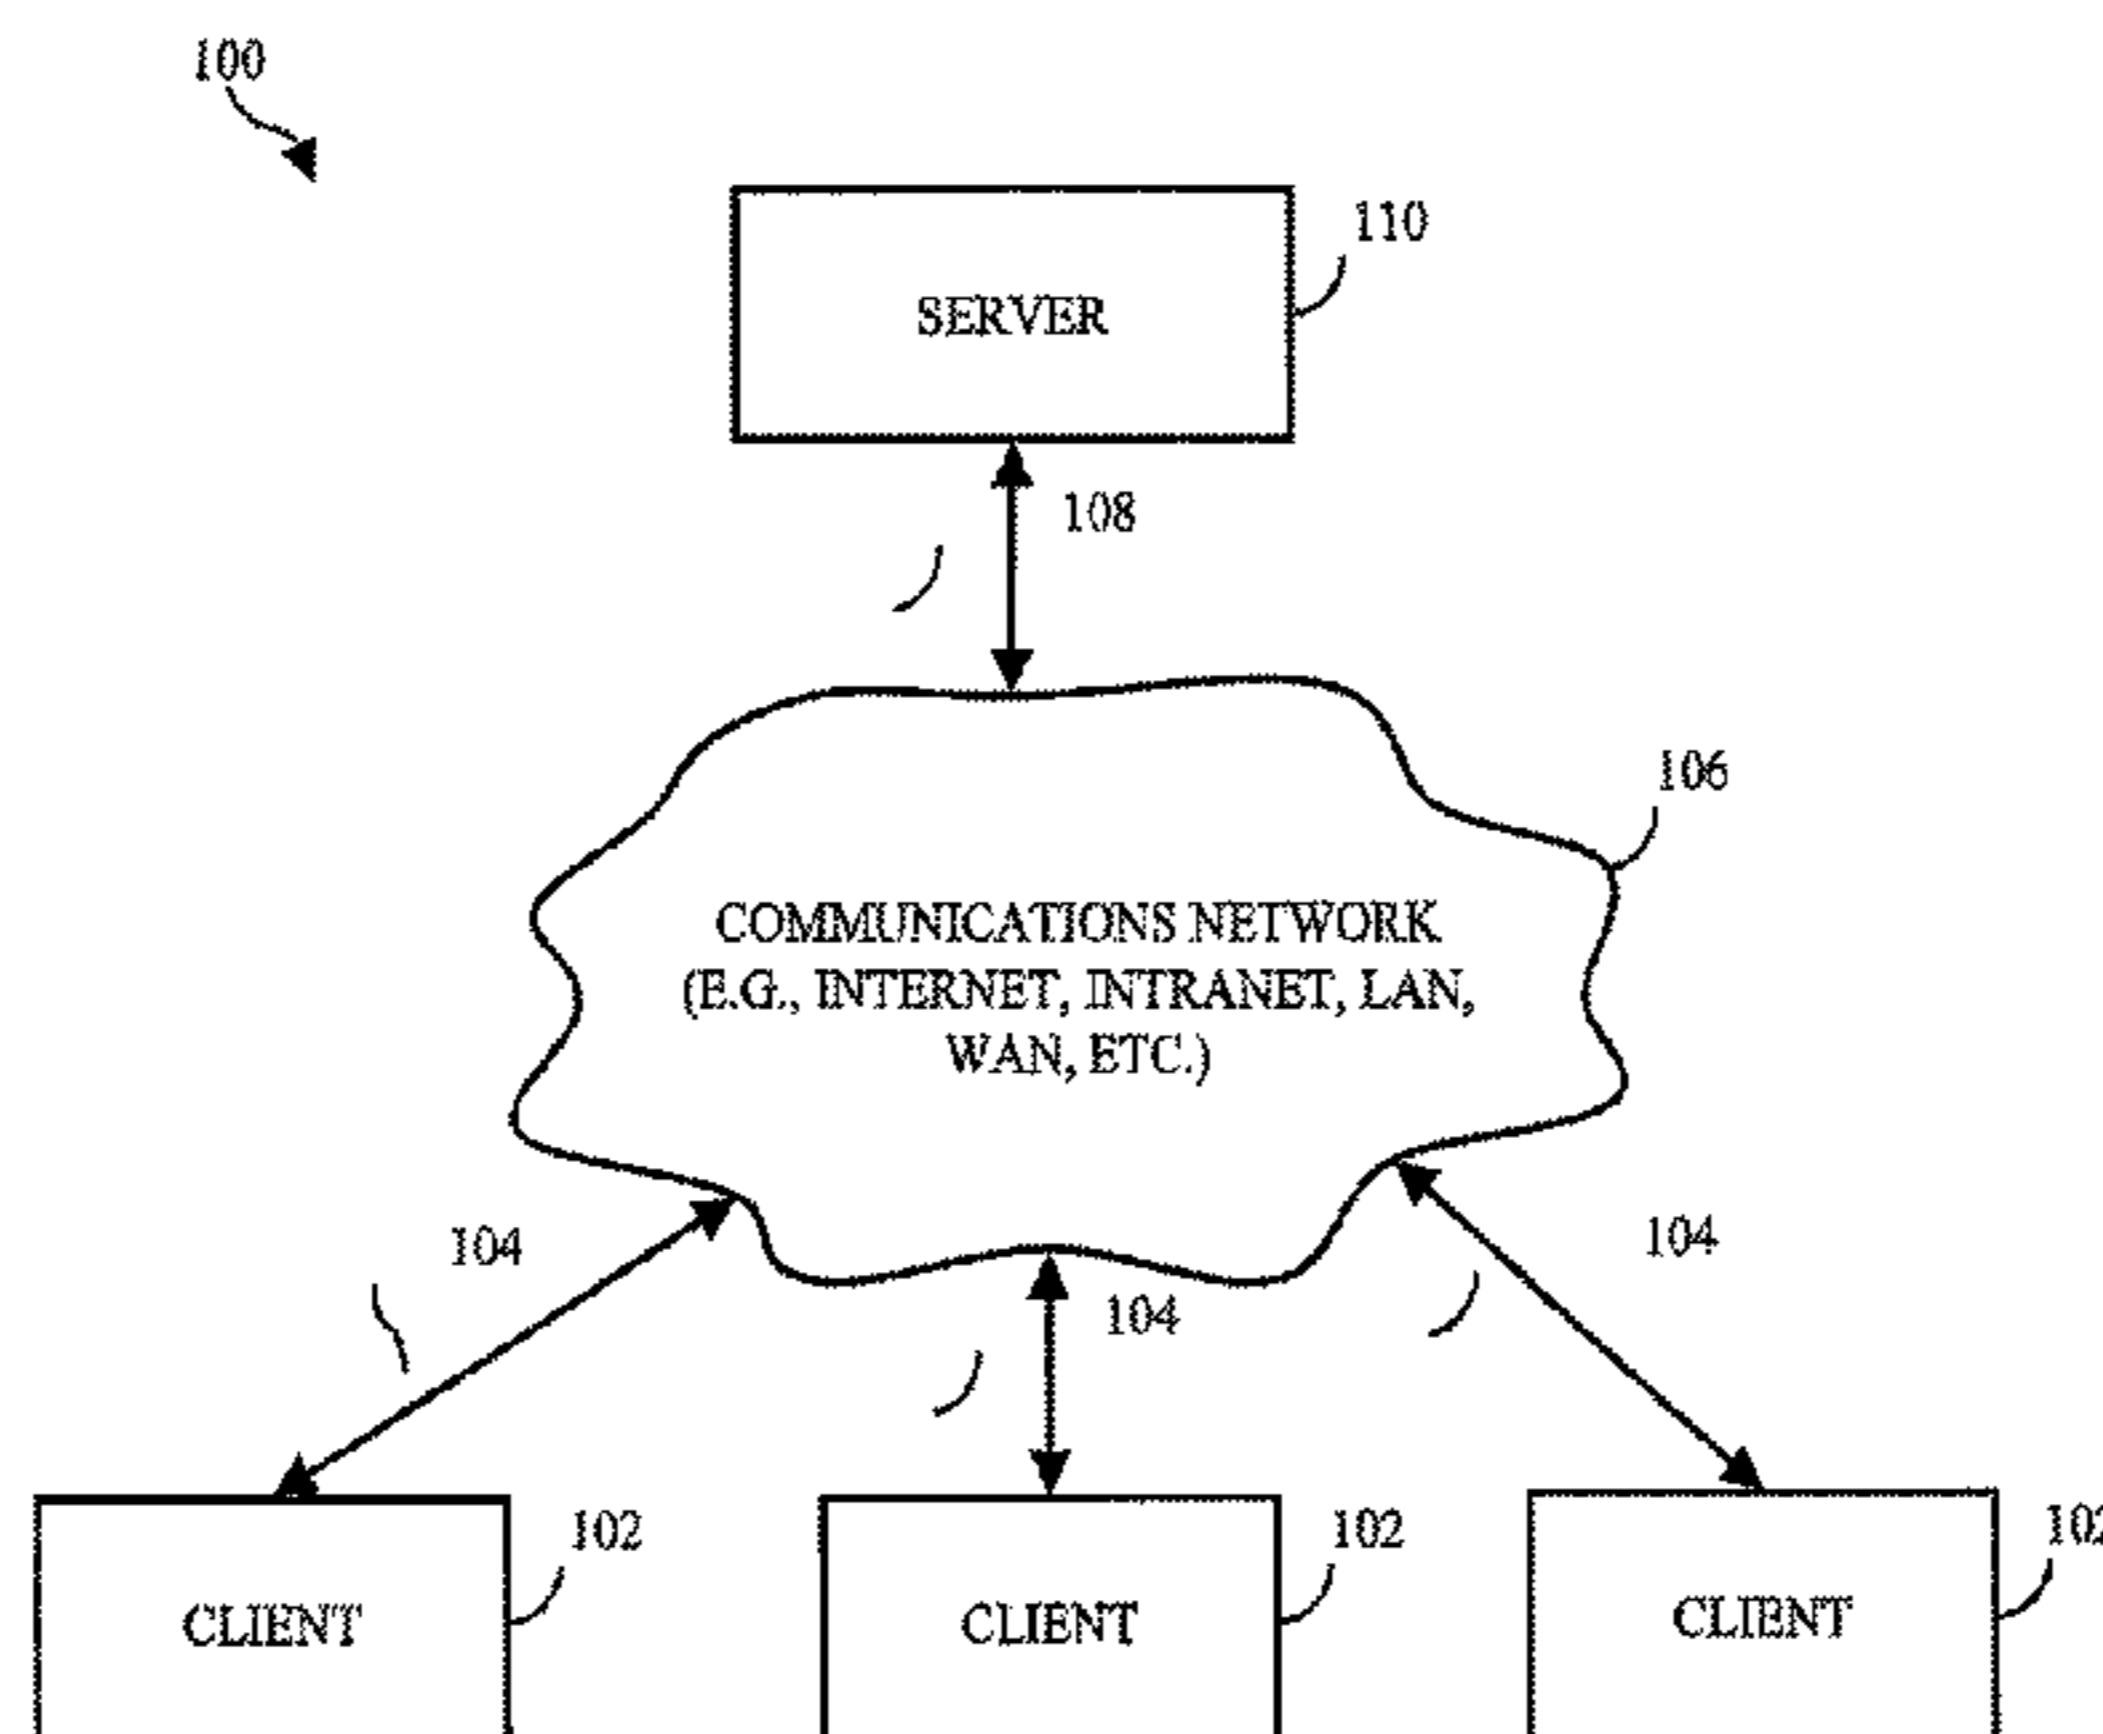 100
110
SERVER
108
106
COMMUNICATIONS NETWORK
(E.G., INTERNET, INTRANET, LAN,
WAN, ETC.)
104
104
104
102
102
102
CLIENT
CLIENT
CLIENT